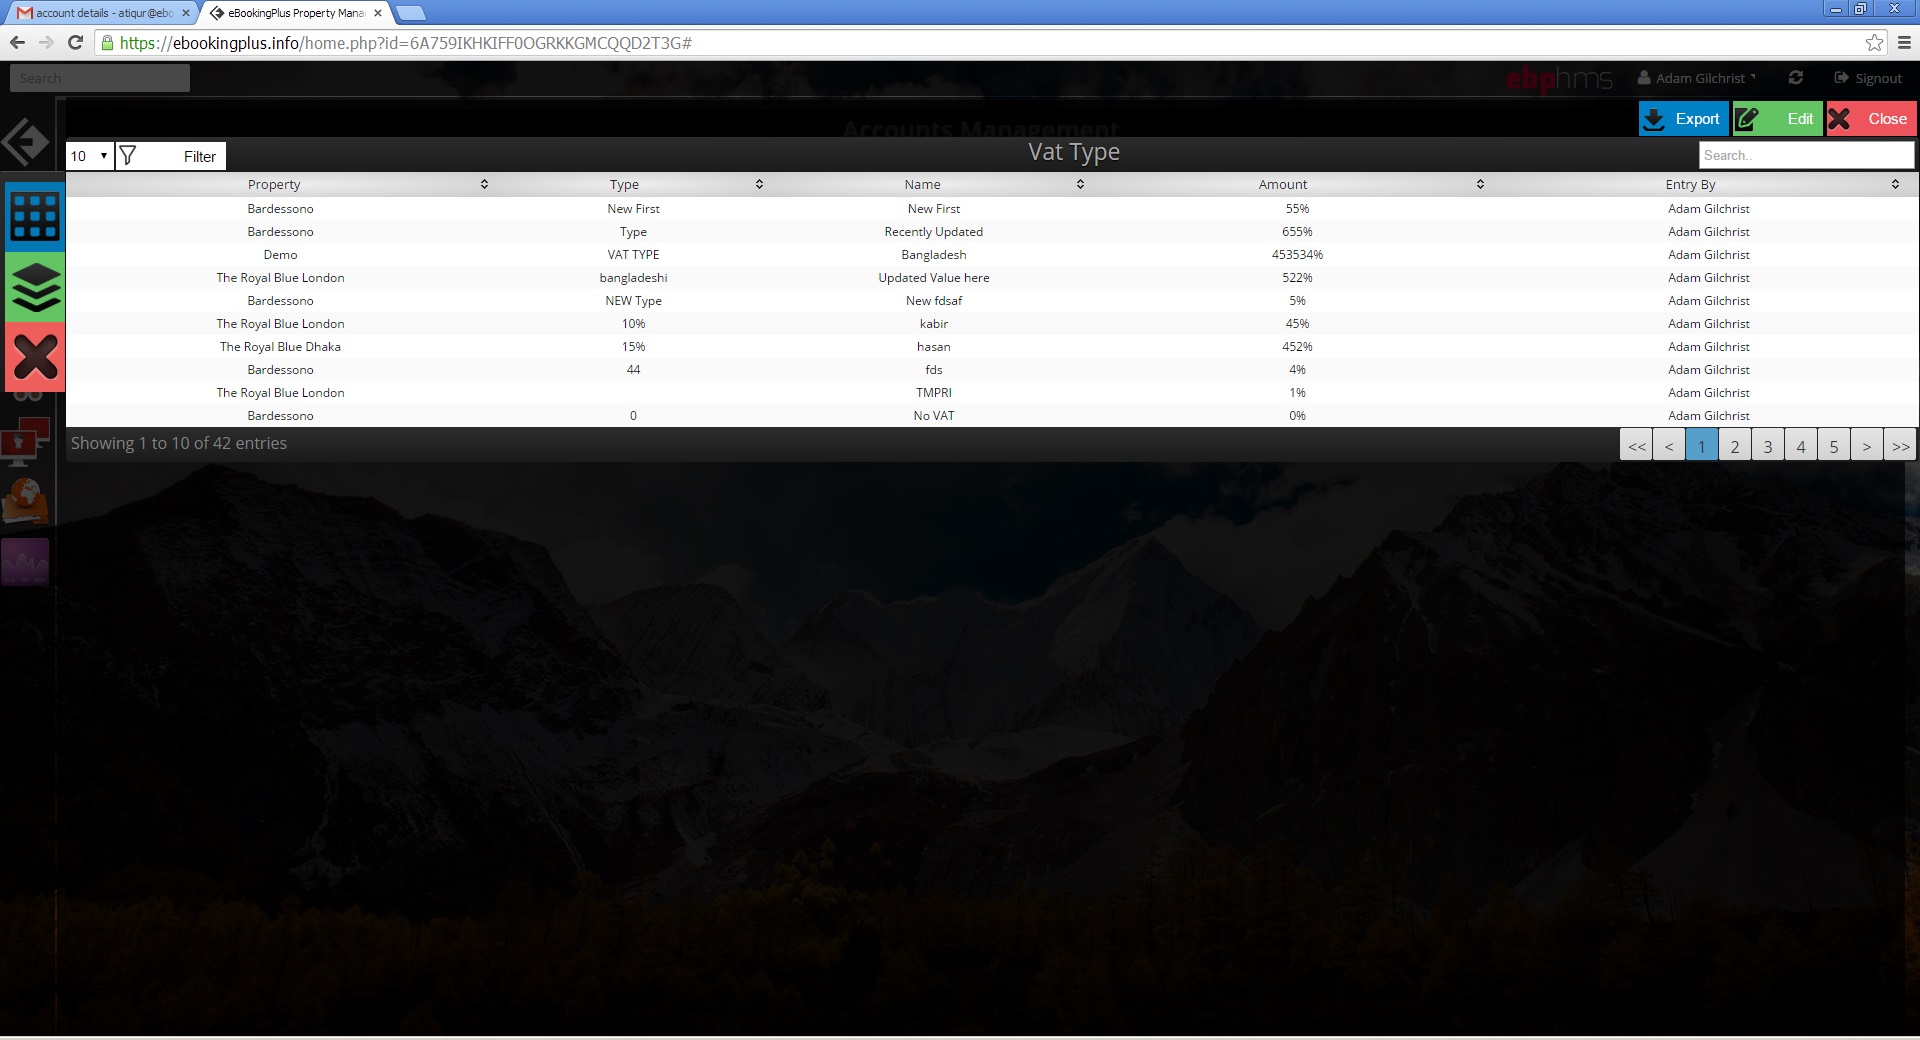 account details - atiqur@ebo
eBookingPlus Property Mana
https://ebookingplus.info/home.php?id=6A759IKHKIFF0OGRKKGMCQQD2T3G#
Search
ebphms
Adam Gilchrist
Signout
Accounts Management
Export
Edit
Close
10
Filter
Vat Type
Search..
Property Type Name Amount Entry By
Bardessono New First New First 55% Adam Gilchrist
Bardessono Type Recently Updated 655% Adam Gilchrist
Demo VAT TYPE Bangladesh 453534% Adam Gilchrist
The Royal Blue London bangladeshi Updated Value here 522% Adam Gilchrist
Bardessono NEW Type New fdsaf 5% Adam Gilchrist
The Royal Blue London 10% kabir 45% Adam Gilchrist
The Royal Blue Dhaka 15% hasan 452% Adam Gilchrist
Bardessono 44 fds 4% Adam Gilchrist
The Royal Blue London TMPRI 1% Adam Gilchrist
Bardessono 0 No VAT 0% Adam Gilchrist
Showing 1 to 10 of 42 entries
<< < 1 2 3 4 5 > >>